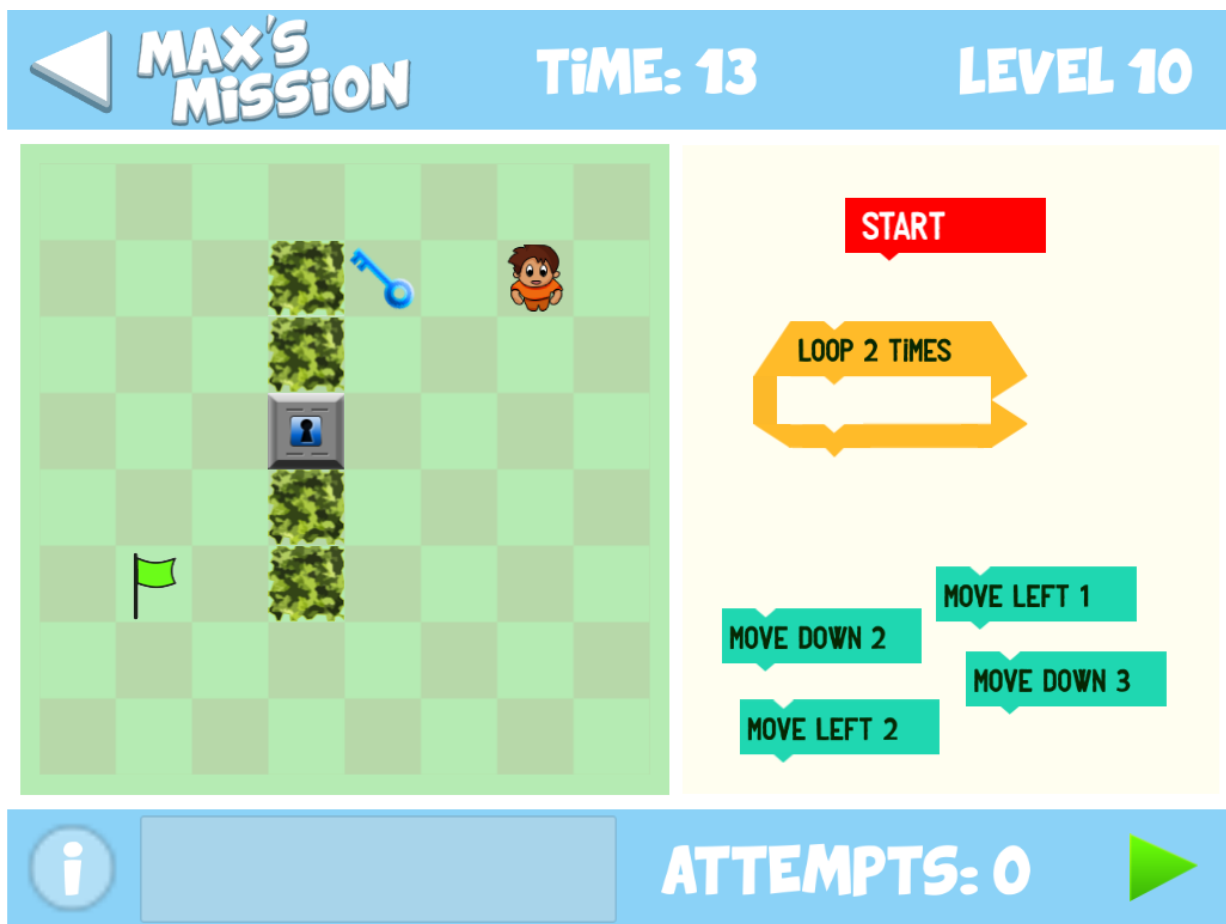 MAX'S
MiSSiON
TiME: 13
LEVEL 10
START
LOOP 2 TiMES
MOVE LEFT 1
MOVE DOWN 2
MOVE DOWN 3
MOVE LEFT 2
i
ATTEMPTS: 0